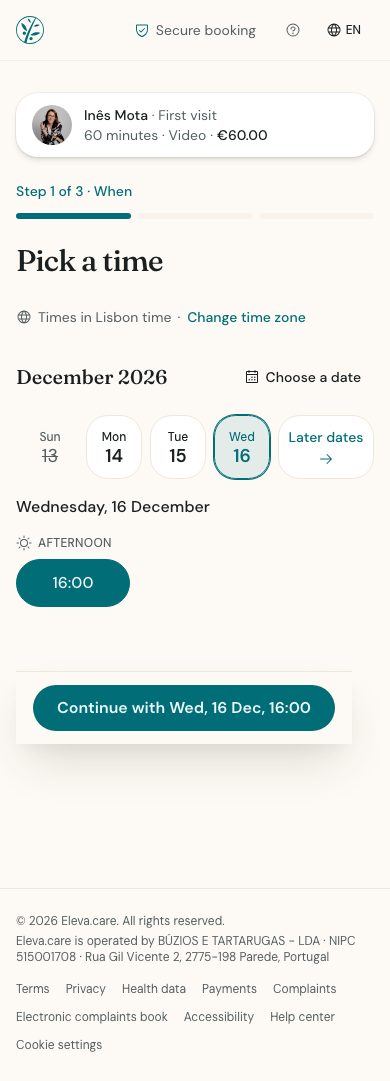 Secure booking
EN
Inês Mota · First visit
60 minutes · Video · €60.00
Step 1 of 3 · When
Pick a time
Times in Lisbon time · Change time zone
December 2026
Choose a date
Sun Mon Tue Wed Later dates
13 14 15 16 →
Wednesday, 16 December
AFTERNOON
16:00
Continue with Wed, 16 Dec, 16:00
© 2026 Eleva.care. All rights reserved.
Eleva.care is operated by BÚZIOS E TARTARUGAS - LDA · NIPC
515001708 · Rua Gil Vicente 2, 2775-198 Parede, Portugal
Terms Privacy Health data Payments Complaints
Electronic complaints book Accessibility Help center
Cookie settings